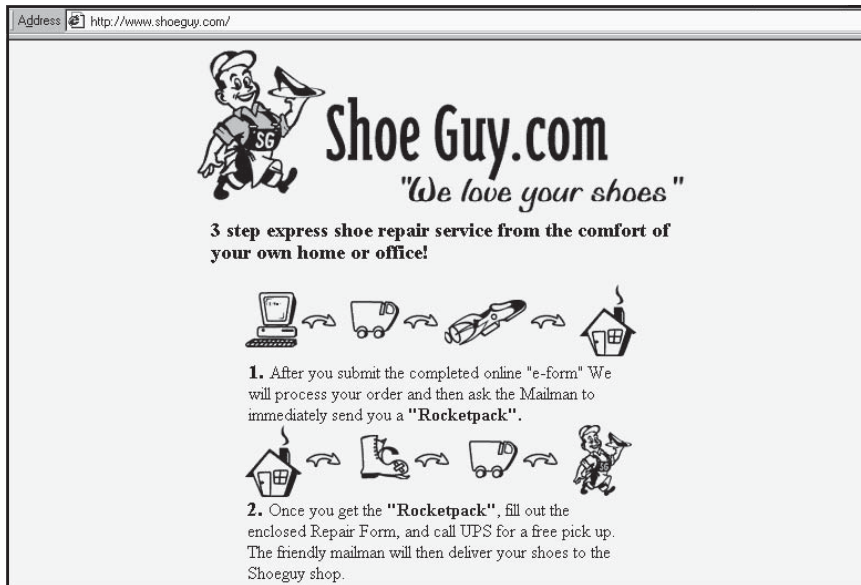 Address http://www.shoeguy.com/
SG
Shoe Guy.com
"We love your shoes"
3 step express shoe repair service from the comfort of
your own home or office!
1. After you submit the completed online "e-form" We
will process your order and then ask the Mailman to
immediately send you a "Rocketpack".
2. Once you get the "Rocketpack", fill out the
enclosed Repair Form, and call UPS for a free pick up.
The friendly mailman will then deliver your shoes to the
Shoeguy shop.